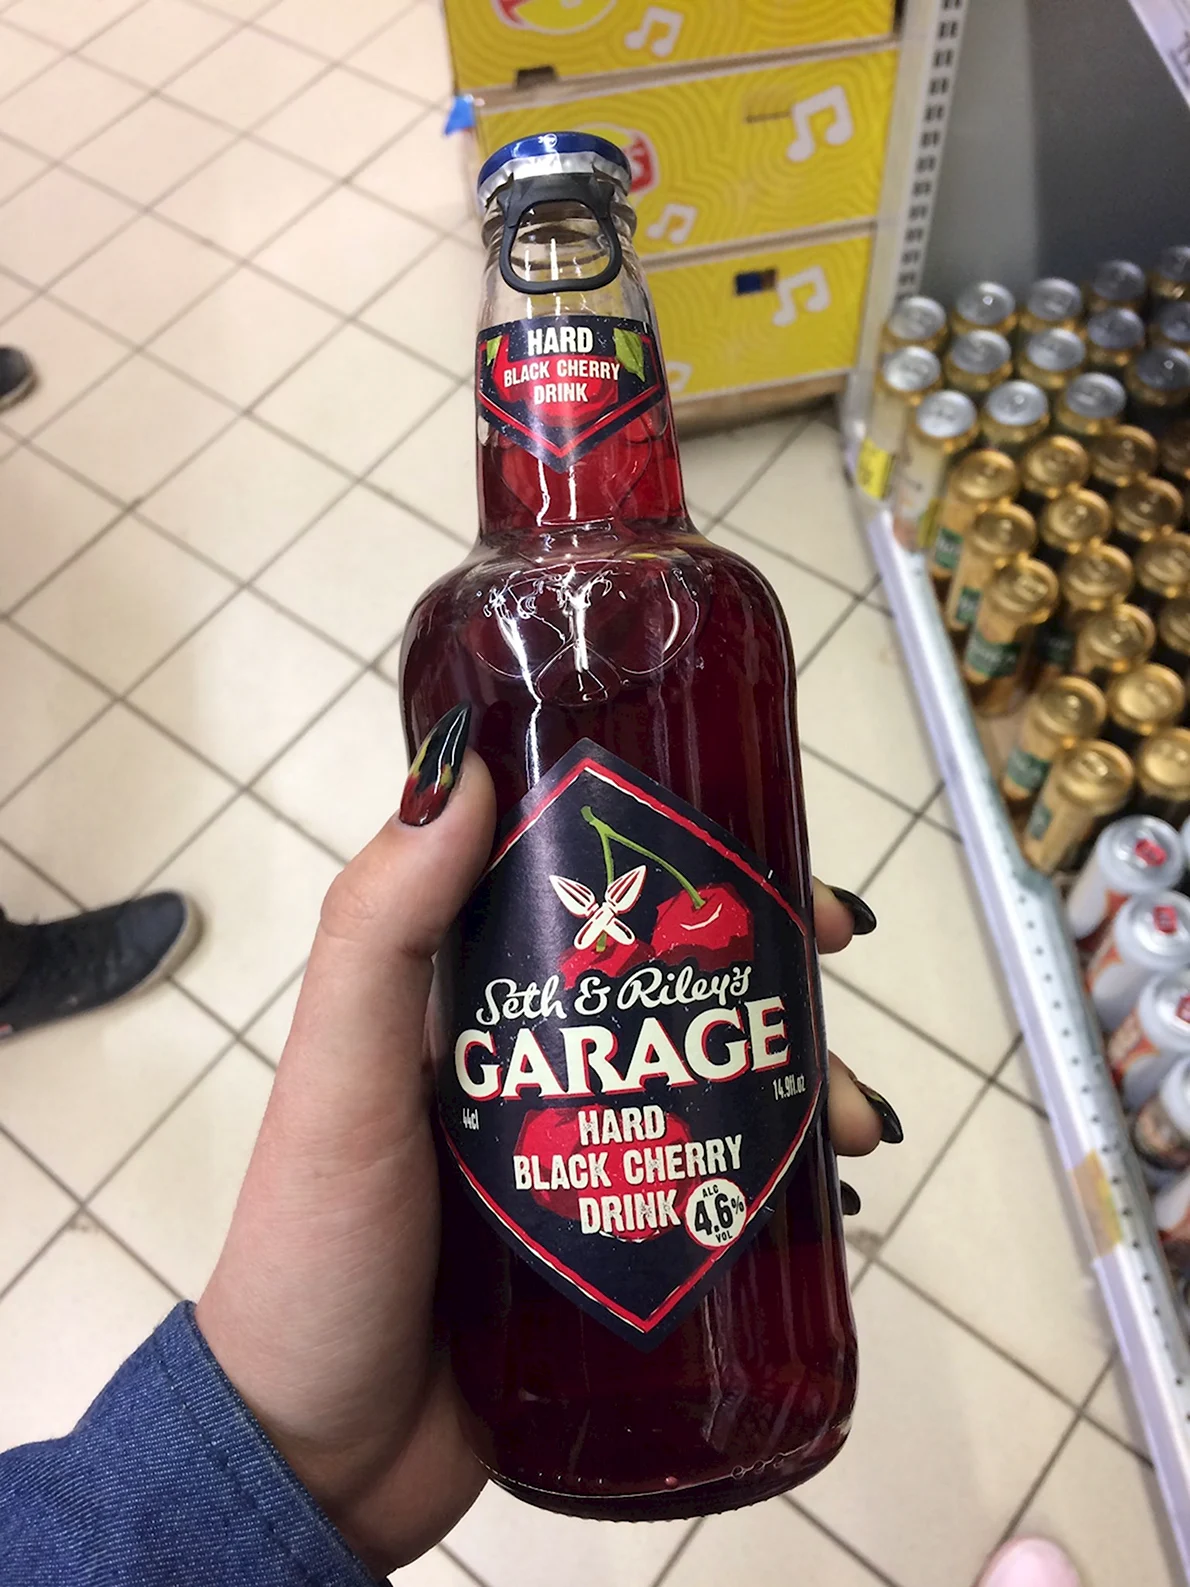 HARD
BLACK CHERRY
DRINK
Seth & Riley's
GARAGE
44cl
14.9fl.oz
HARD
BLACK CHERRY
DRINK
ALC
4.6%
VOL